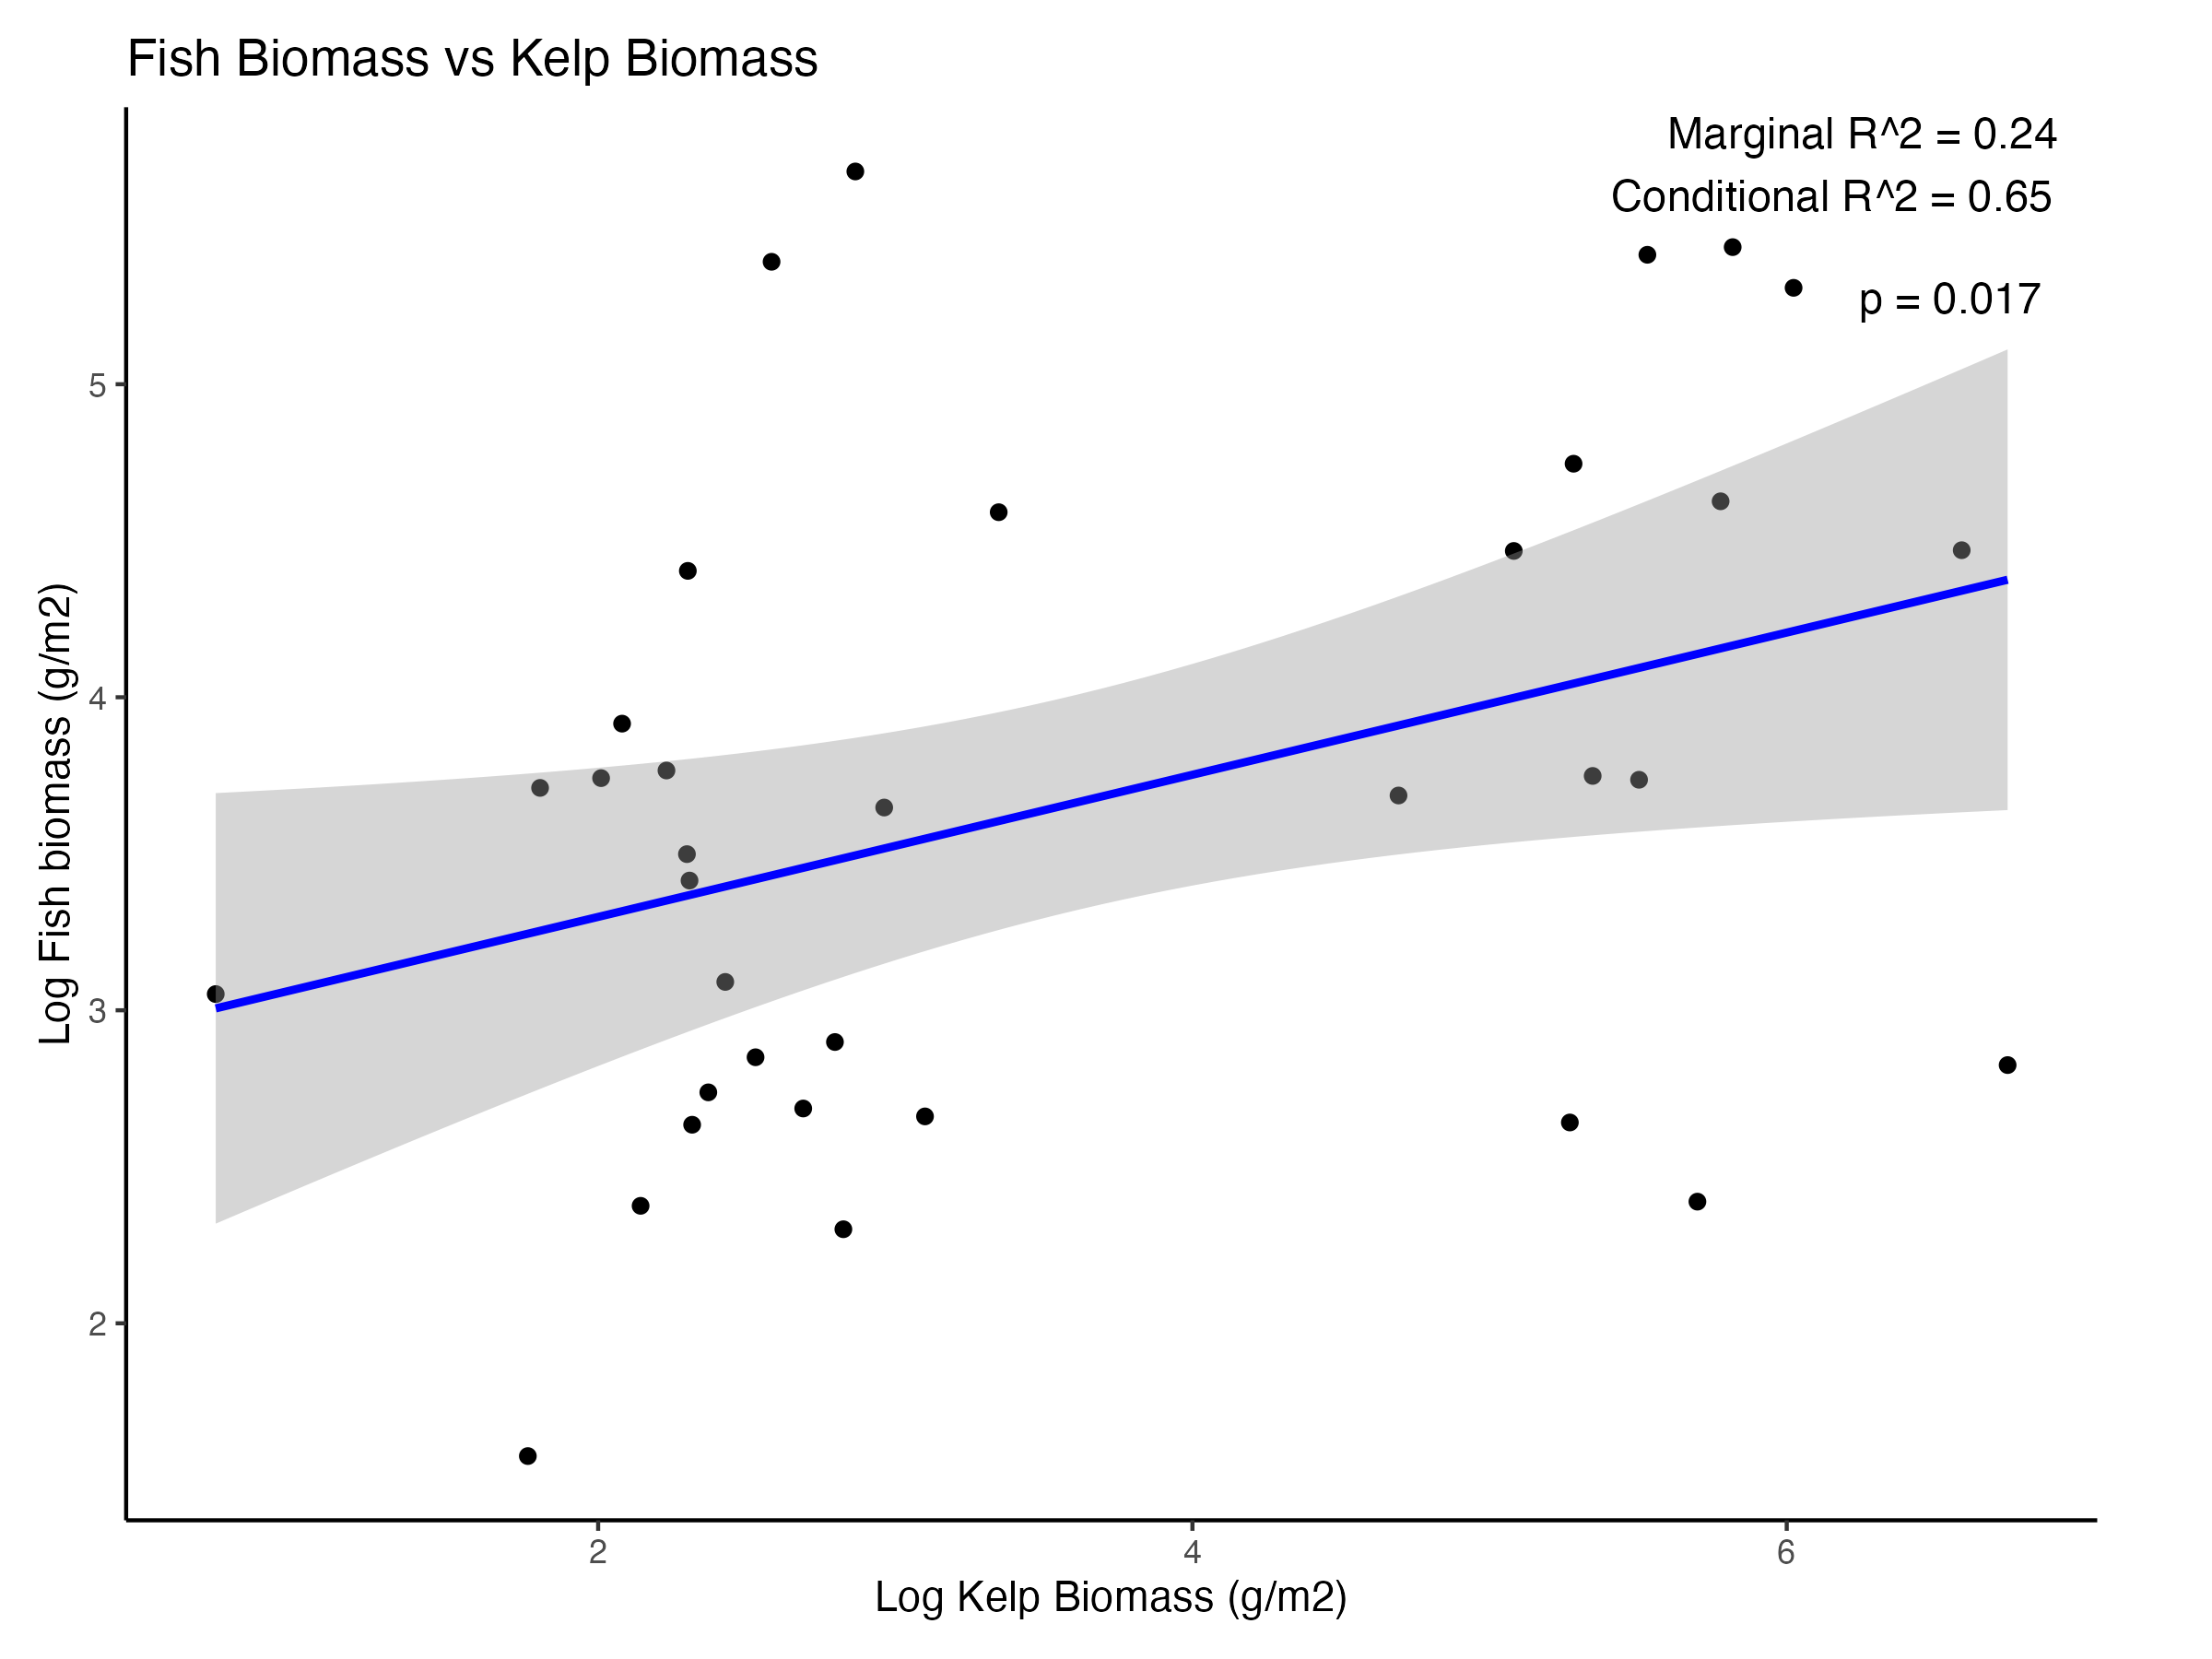 Fish Biomass vs Kelp Biomass
Marginal R^2 = 0.24
Conditional R^2 = 0.65
p = 0.017
5
4
3
2
Log Fish biomass (g/m2)
2
4
6
Log Kelp Biomass (g/m2)